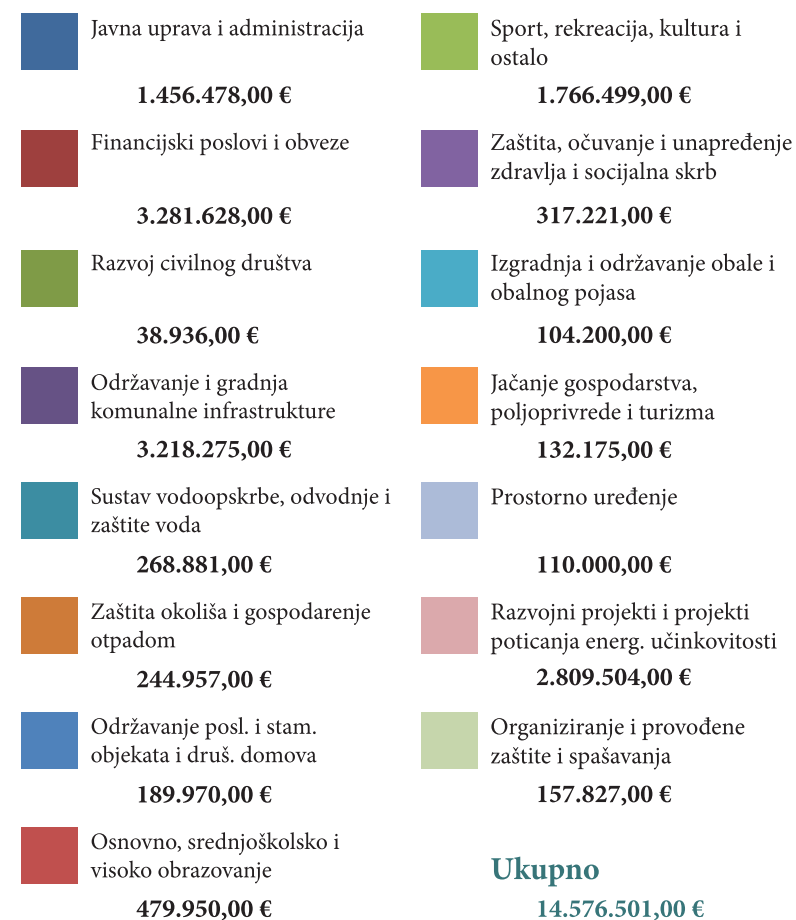 Javna uprava i administracija
1.456.478,00 €
Financijski poslovi i obveze
3.281.628,00 €
Razvoj civilnog društva
38.936,00 €
Održavanje i gradnja
komunalne infrastrukture
3.218.275,00 €
Sustav vodoopskrbe, odvodnje i
zaštite voda
268.881,00 €
Zaštita okoliša i gospodarenje
otpadom
244.957,00 €
Održavanje posl. i stam.
objekata i druš. domova
189.970,00 €
Osnovno, srednjoškolsko i
visoko obrazovanje
479.950,00 €
Sport, rekreacija, kultura i
ostalo
1.766.499,00 €
Zaštita, očuvanje i unapređenje
zdravlja i socijalna skrb
317.221,00 €
Izgradnja i održavanje obale i
obalnog pojasa
104.200,00 €
Jačanje gospodarstva,
poljoprivrede i turizma
132.175,00 €
Prostorno uređenje
110.000,00 €
Razvojni projekti i projekti
poticanja energ. učinkovitosti
2.809.504,00 €
Organiziranje i provođene
zaštite i spašavanja
157.827,00 €
Ukupno
14.576.501,00 €